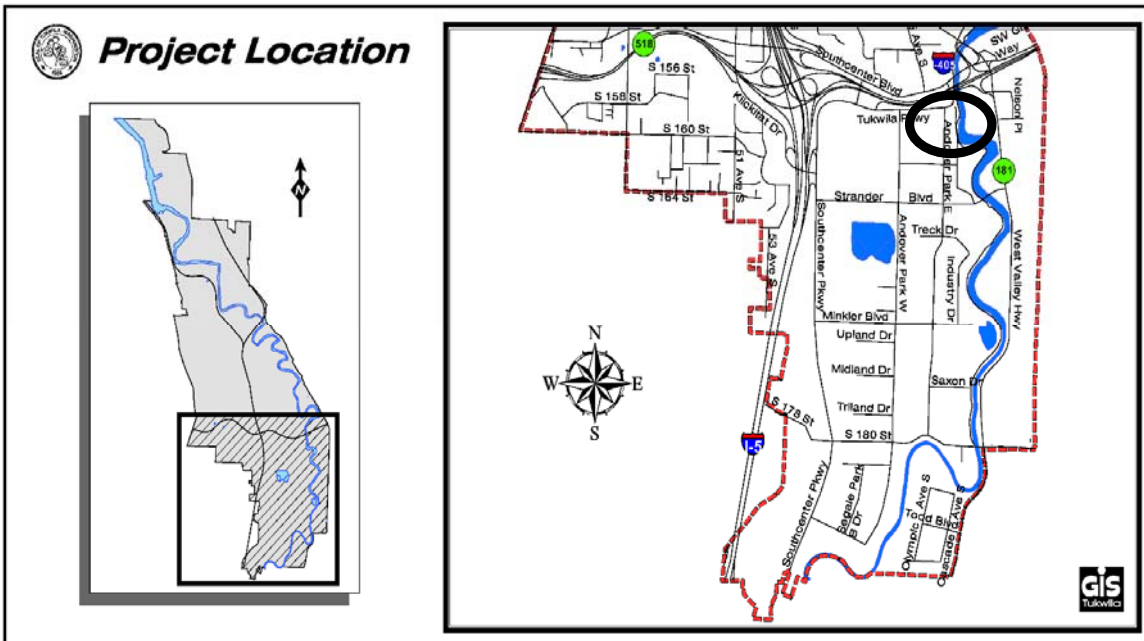 Project Location
N
518
Southcenter Blvd
Ave S
I-405
SW Gr
Way
S 156 St
S 158 St
Klickitat Dr
Nelson Pl
Tukwila Pkwy
S 160 St
Andover Park E
51 Ave S
181
S 164 St
Strander Blvd
Southcenter Pkwy
Andover Park W
Treck Dr
53 Ave S
Industry Dr
West Valley Hwy
Minkler Blvd
Upland Dr
N
W E
S
Midland Dr
Saxon Dr
Triland Dr
S 178 St
S 180 St
I-5
Southcenter Pkwy
Segale Park
B Dr
Olympic Ave S
Todd Blvd
Cascade Ave S
GIS
Tukwila